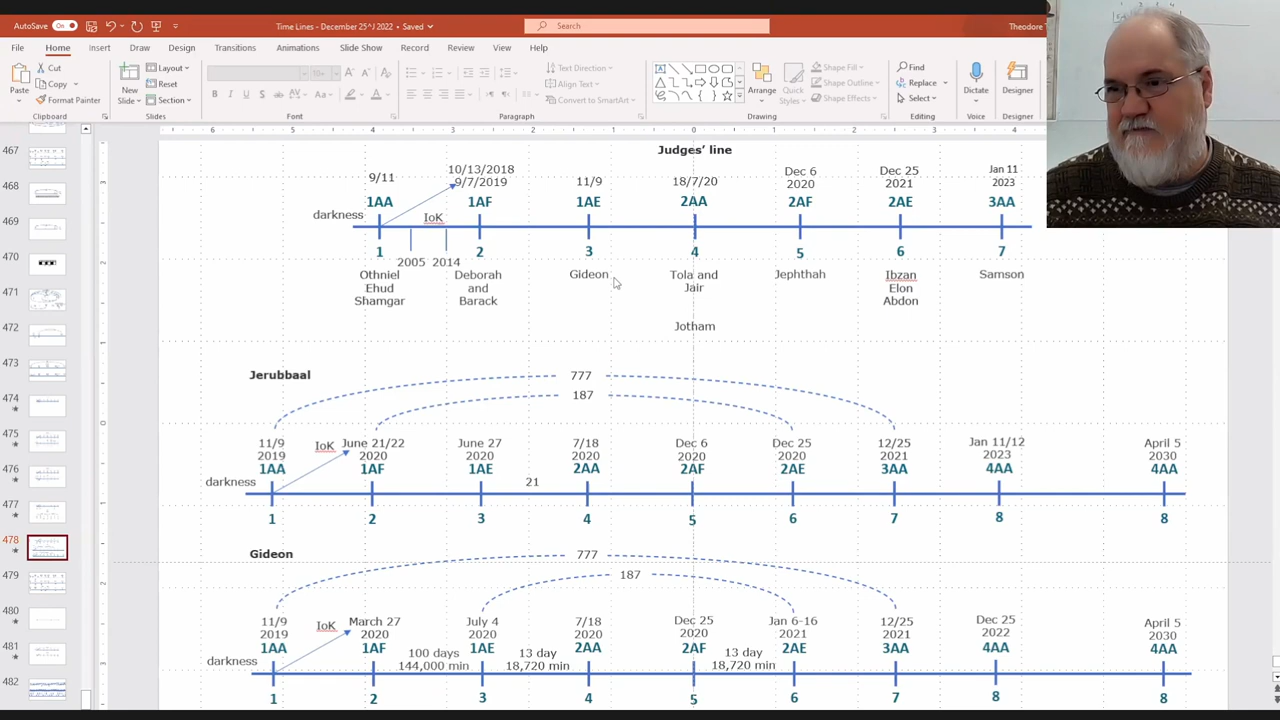 AutoSave On
Time Lines - December 25^J 2022 • Saved
Search
Theodore T
File Home Insert Draw Design Transitions Animations Slide Show Record Review View Help
Paste
Cut
Copy
Format Painter
Clipboard
New
Slide
Layout
Reset
Section
Slides
Font
Text Direction
Align Text
Convert to SmartArt
Paragraph
Arrange
Quick
Styles
Shape Fill
Shape Outline
Shape Effects
Drawing
Find
Replace
Select
Editing
Dictate
Voice
Designer
Designer
6 5 4 3 2 1 0 1 2 3 4
467
468
469
470
471
472
473
474
475
476
477
478
479
480
481
482
Judges’ line
9/11
10/13/2018
9/7/2019
11/9
18/7/20
Dec 6
2020
Dec 25
2021
Jan 11
2023
1AA 1AF 1AE 2AA 2AF 2AE 3AA
darkness
IoK
1 2 3 4 5 6 7
2005 2014
Othniel
Ehud
Shamgar
Deborah
and
Barack
Gideon
Tola and
Jair
Jephthah
Ibzan
Elon
Abdon
Samson
Jotham
Jerubbaal
777
187
11/9
2019
IoK
June 21/22
2020
June 27
2020
7/18
2020
Dec 6
2020
Dec 25
2020
12/25
2021
Jan 11/12
2023
April 5
2030
1AA 1AF 1AE 2AA 2AF 2AE 3AA 4AA 4AA
darkness
21
1 2 3 4 5 6 7 8 8
Gideon
777
187
11/9
2019
IoK
March 27
2020
July 4
2020
7/18
2020
Dec 25
2020
Jan 6-16
2021
12/25
2021
Dec 25
2022
April 5
2030
1AA 1AF 1AE 2AA 2AF 2AE 3AA 4AA 4AA
darkness
100 days
144,000 min
13 day
18,720 min
13 day
18,720 min
1 2 3 4 5 6 7 8 8